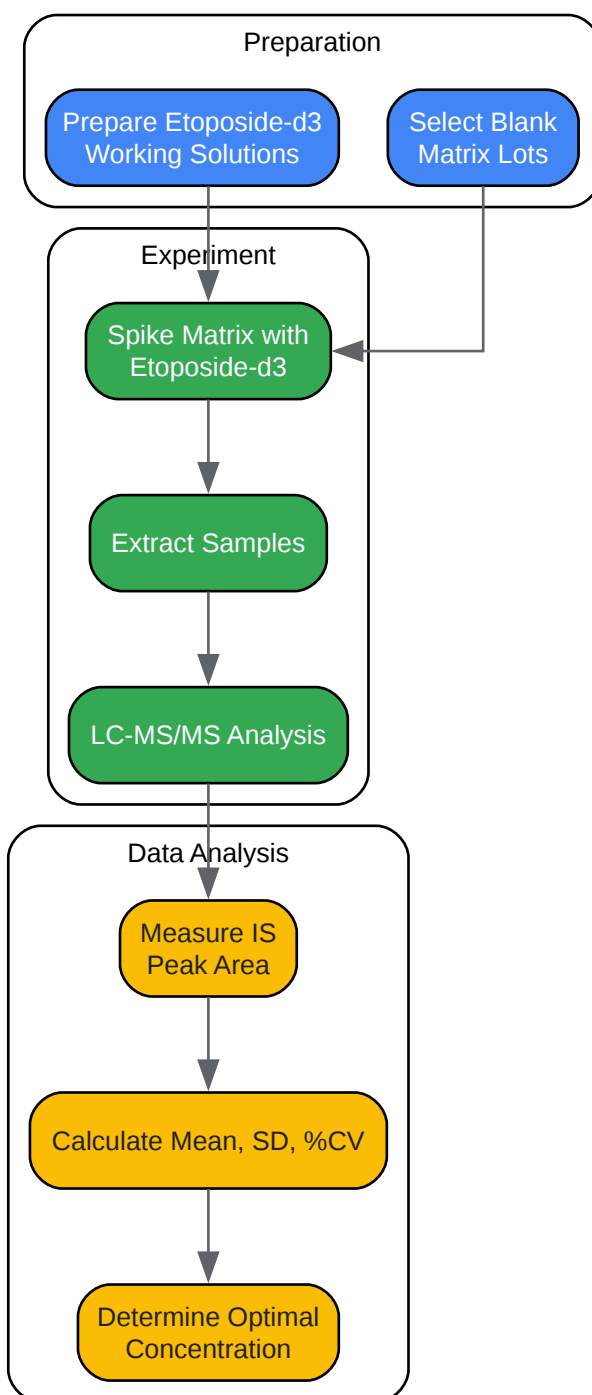 Preparation
Prepare Etoposide-d3
Working Solutions
Select Blank
Matrix Lots
Experiment
Spike Matrix with
Etoposide-d3
Extract Samples
LC-MS/MS Analysis
Data Analysis
Measure IS
Peak Area
Calculate Mean, SD, %CV
Determine Optimal
Concentration